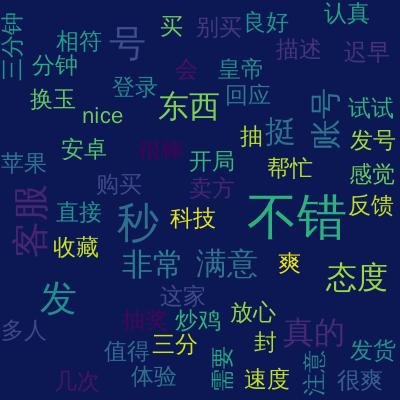 三分钟
相符
号
买
别买
良好
认真
分钟
会
皇帝
描述
迟早
换玉
nice
登录
东西
回应
账号
试试
苹果
安卓
很棒
开局
抽
挺
发号
帮忙
感觉
客服
购买
卖方
直接
秒
科技
不错
反馈
收藏
非常
满意
爽
态度
发
这家
多人
抽奖
炒鸡
放心
真的
值得
三分
封
发货
几次
体验
需要
速度
注意
很爽